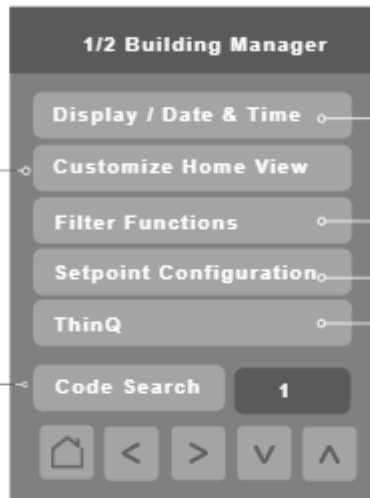 1/2 Building Manager
Display / Date & Time
Customize Home View
Filter Functions
Setpoint Configuration
ThinQ
Code Search 1